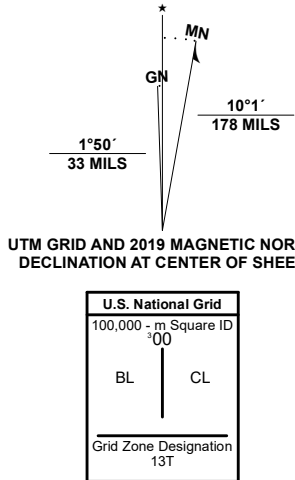 ★
MN
GN
1°50´
33 MILS
10°1´
178 MILS
UTM GRID AND 2019 MAGNETIC NOR
DECLINATION AT CENTER OF SHEE
U.S. National Grid
100,000 - m Square ID
³00
BL CL
Grid Zone Designation
13T